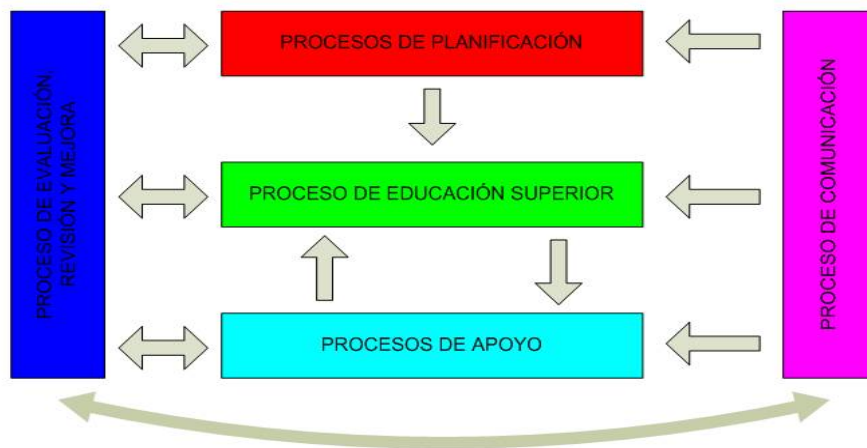 PROCESOS DE PLANIFICACIÓN
PROCESO DE EVALUACIÓN,
REVISIÓN Y MEJORA
PROCESO DE EDUCACIÓN SUPERIOR
PROCESO DE COMUNICACIÓN
PROCESOS DE APOYO